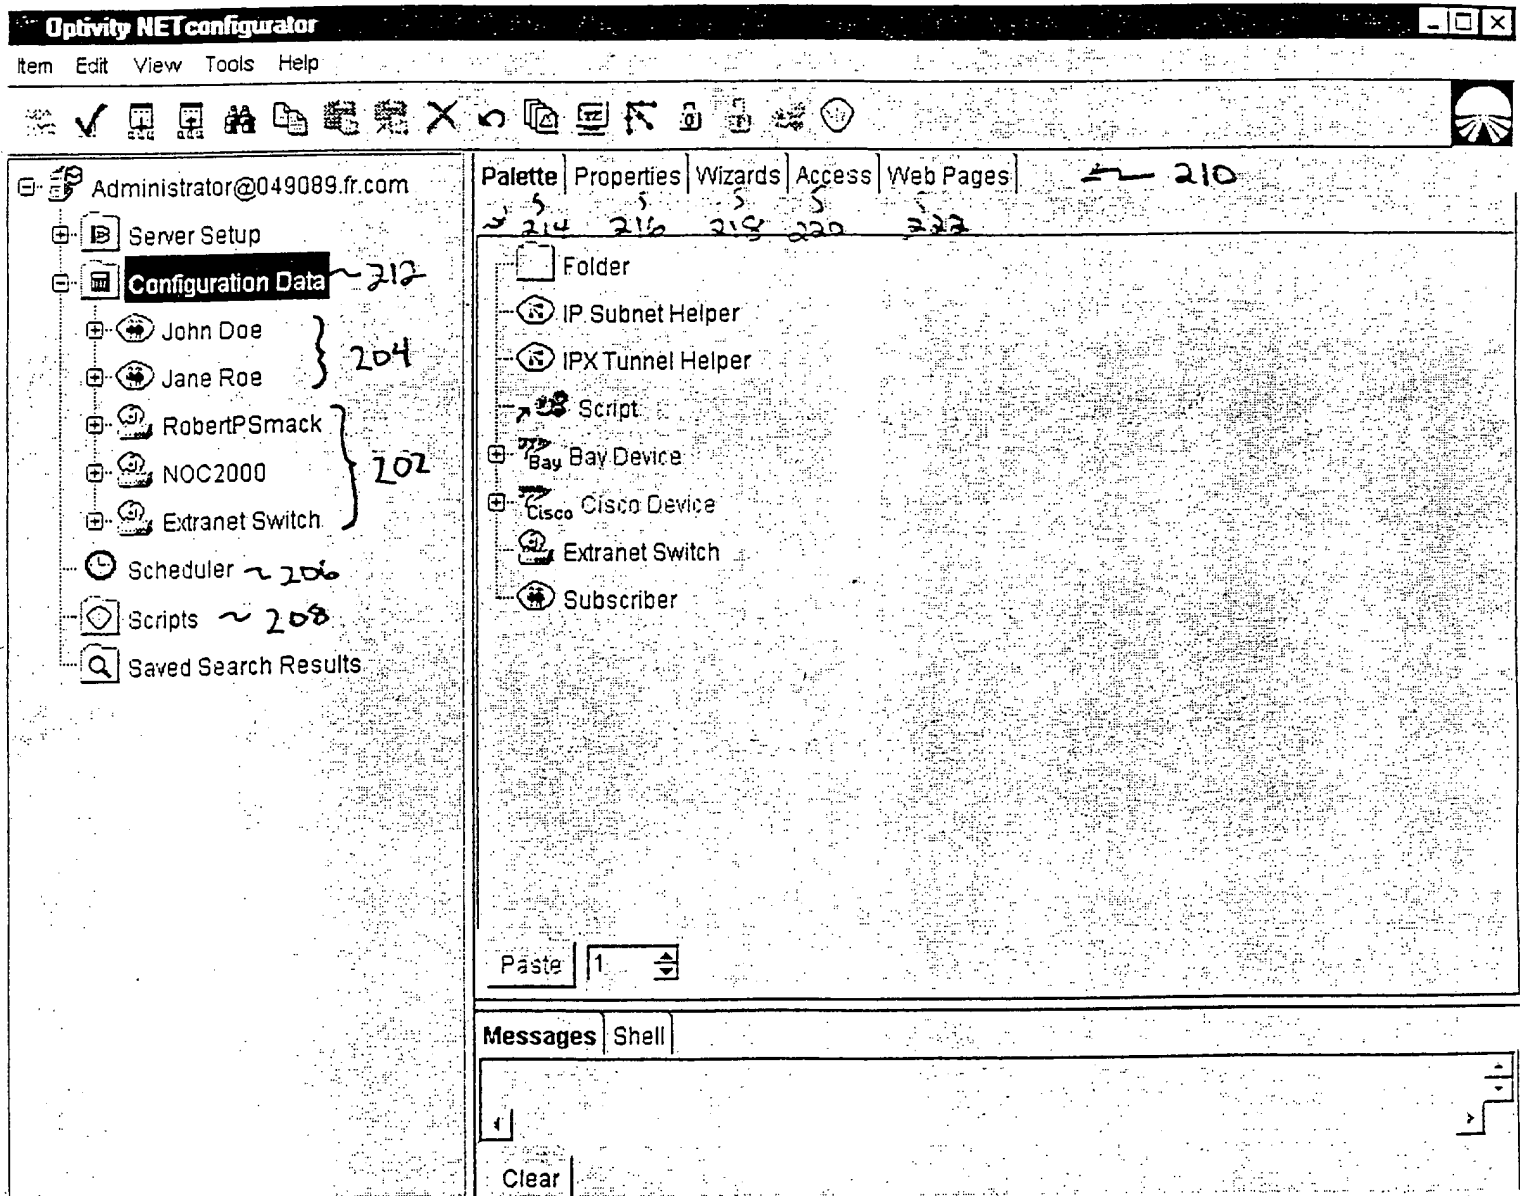 Optivity NETconfigurator
Item Edit View Tools Help
Administrator@049089.fr.com
Server Setup
Configuration Data ~ 212
John Doe
Jane Roe
204
RobertPSmack
NOC2000
Extranet Switch
202
Scheduler ~ 206
Scripts ~ 208
Saved Search Results
Palette Properties Wizards Access Web Pages 210
214 216 218 220 222
Folder
IP Subnet Helper
IPX Tunnel Helper
Script
Bay Bay Device
Cisco Cisco Device
Extranet Switch
Subscriber
Paste 1
Messages Shell
Clear